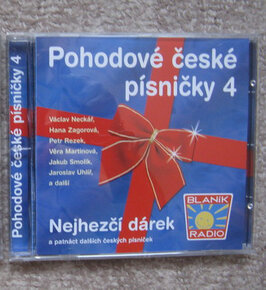 Pohodové české písničky 4
Pohodové české
písničky 4
Václav Neckář,
Hana Zagorová,
Petr Rezek,
Věra Martinová,
Jakub Smolík,
Jaroslav Uhlíř,
a další
BLANÍK
RADIO
Nejhezčí dárek
a patnáct dalších českých písniček